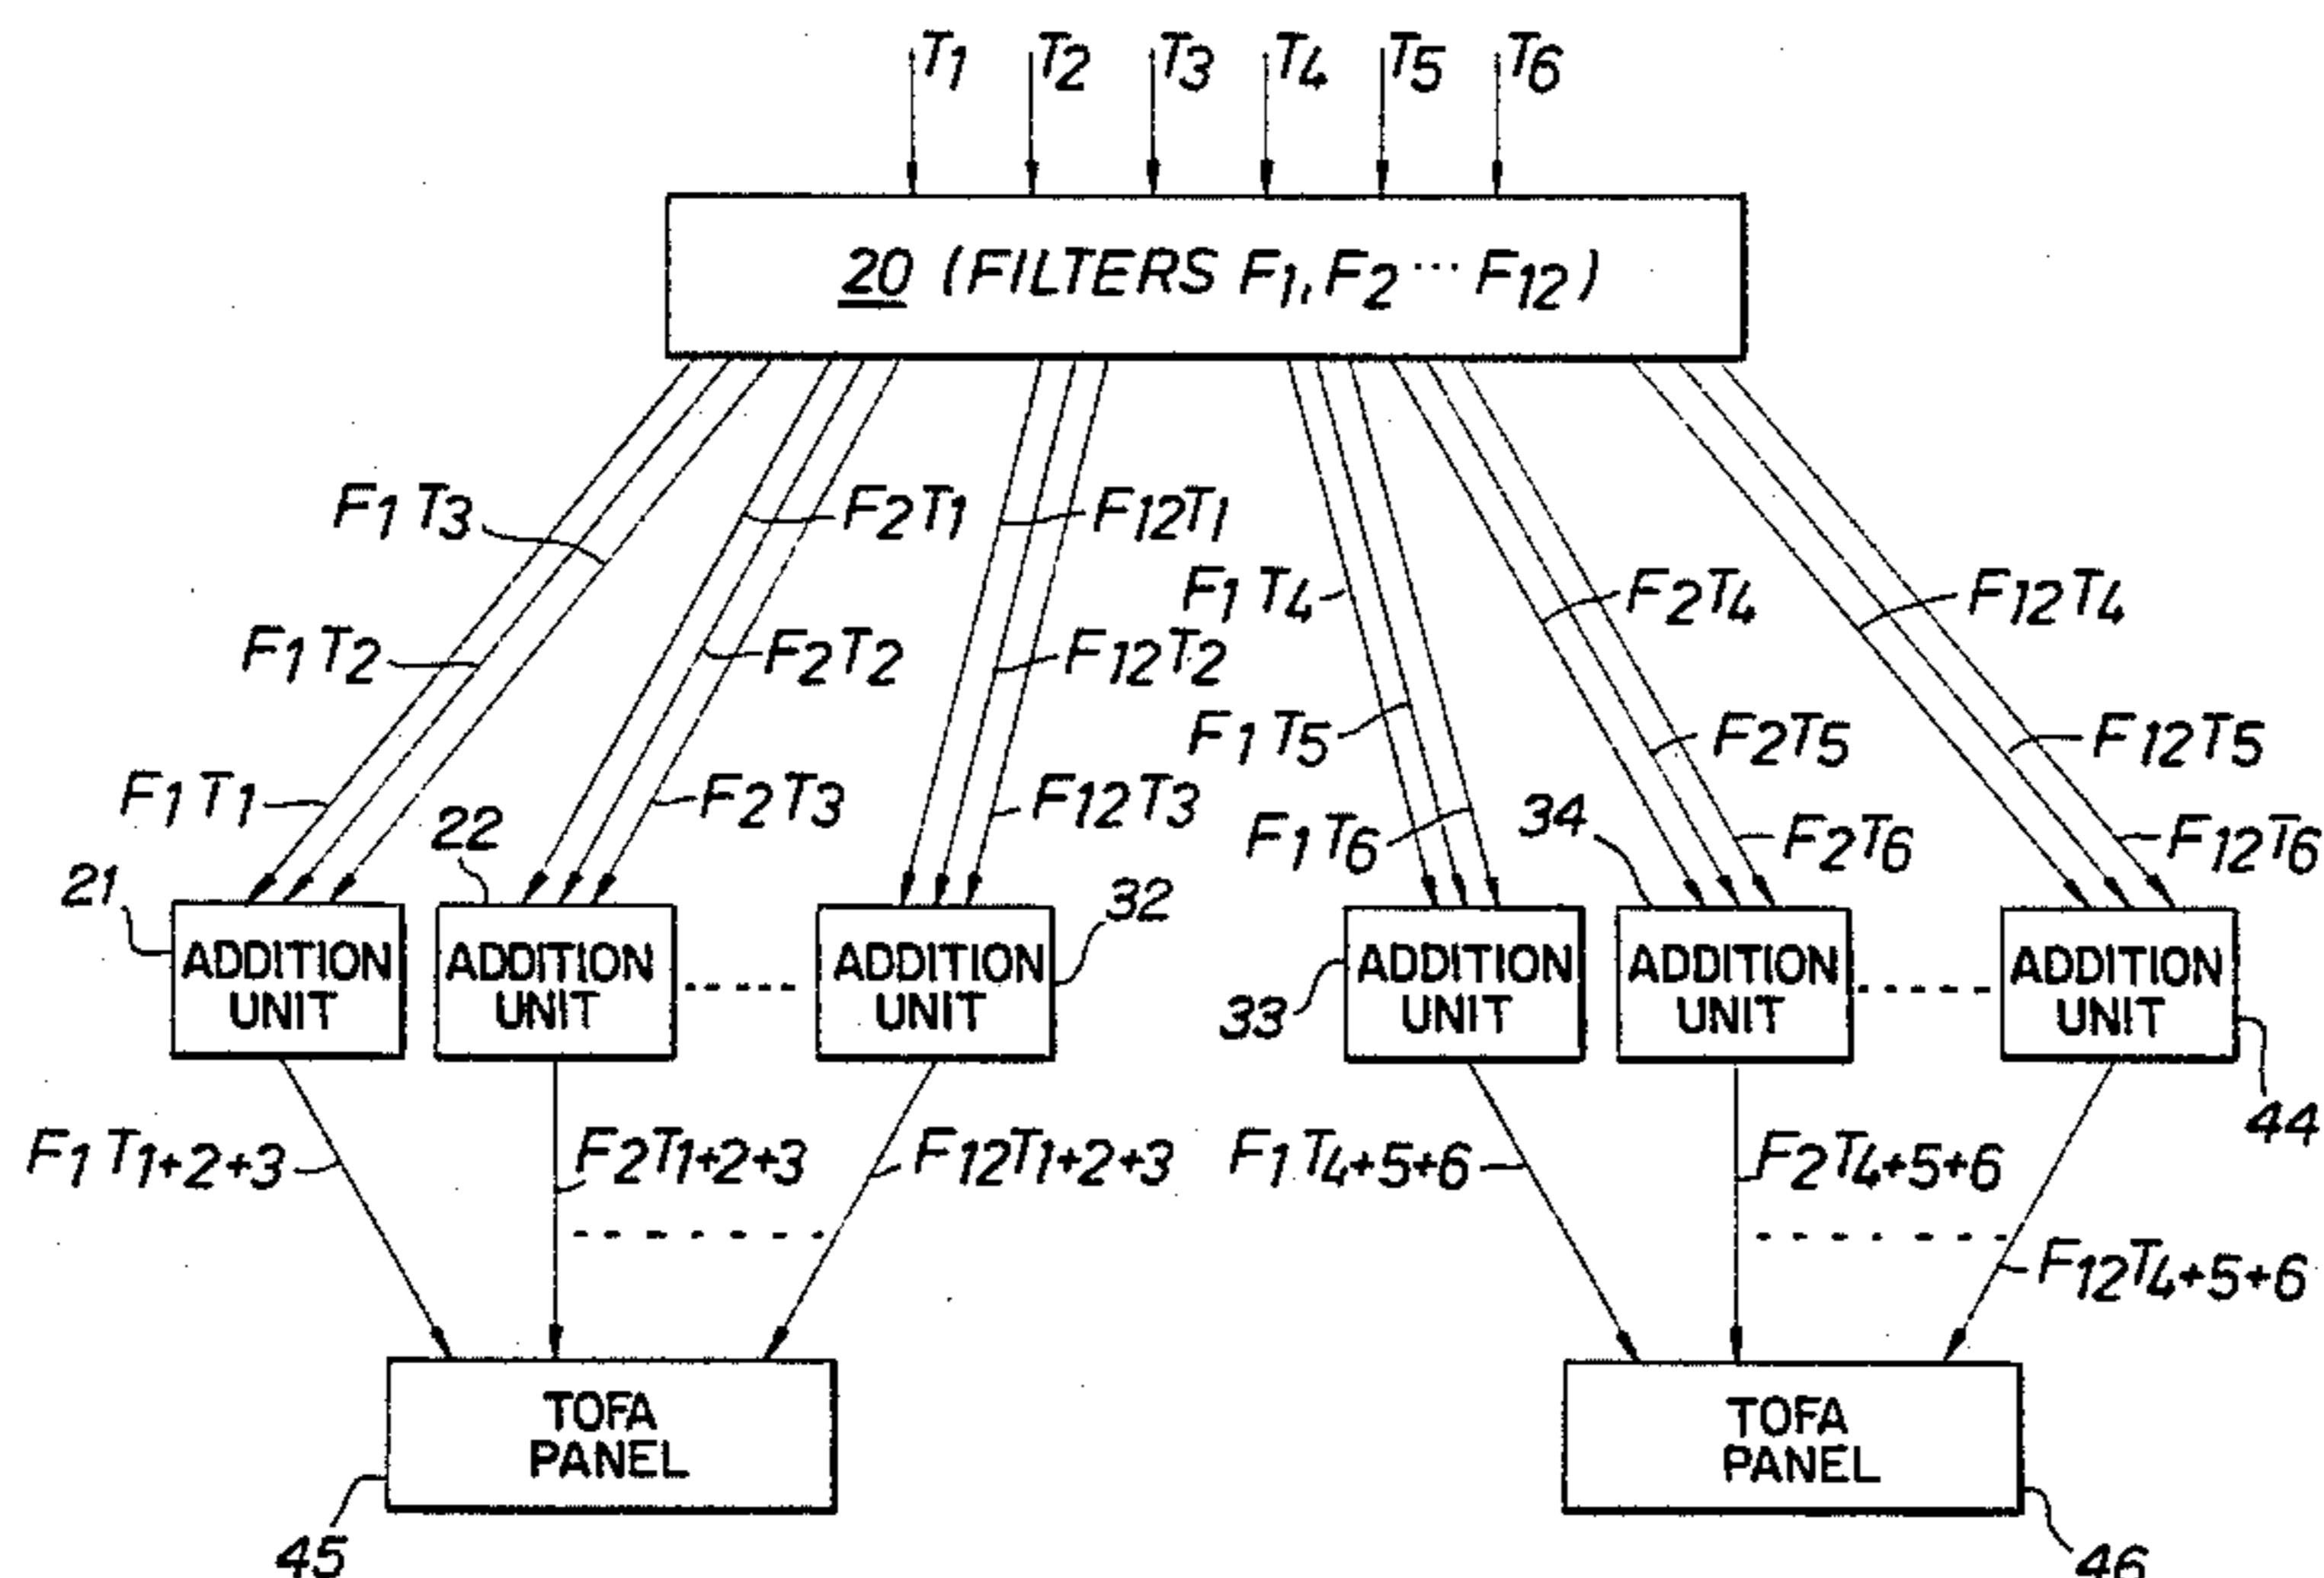 T1 T2 T3 T4 T5 T6
20 (FILTERS F1, F2 ... F12)
F1T3 F2T1 F12T1
F1T4 F2T4 F12T4
F1T2 F2T2 F12T2
F1T5 F2T5 F12T5
F1T1 F2T3 F12T3
F1T6 F2T6 F12T6
21 22 32 33 34 44
ADDITION
UNIT
ADDITION
UNIT
ADDITION
UNIT
ADDITION
UNIT
ADDITION
UNIT
ADDITION
UNIT
F1T1+2+3 F2T1+2+3 F12T1+2+3 F1T4+5+6 F2T4+5+6
F12T4+5+6
TOFA
PANEL
TOFA
PANEL
45 46